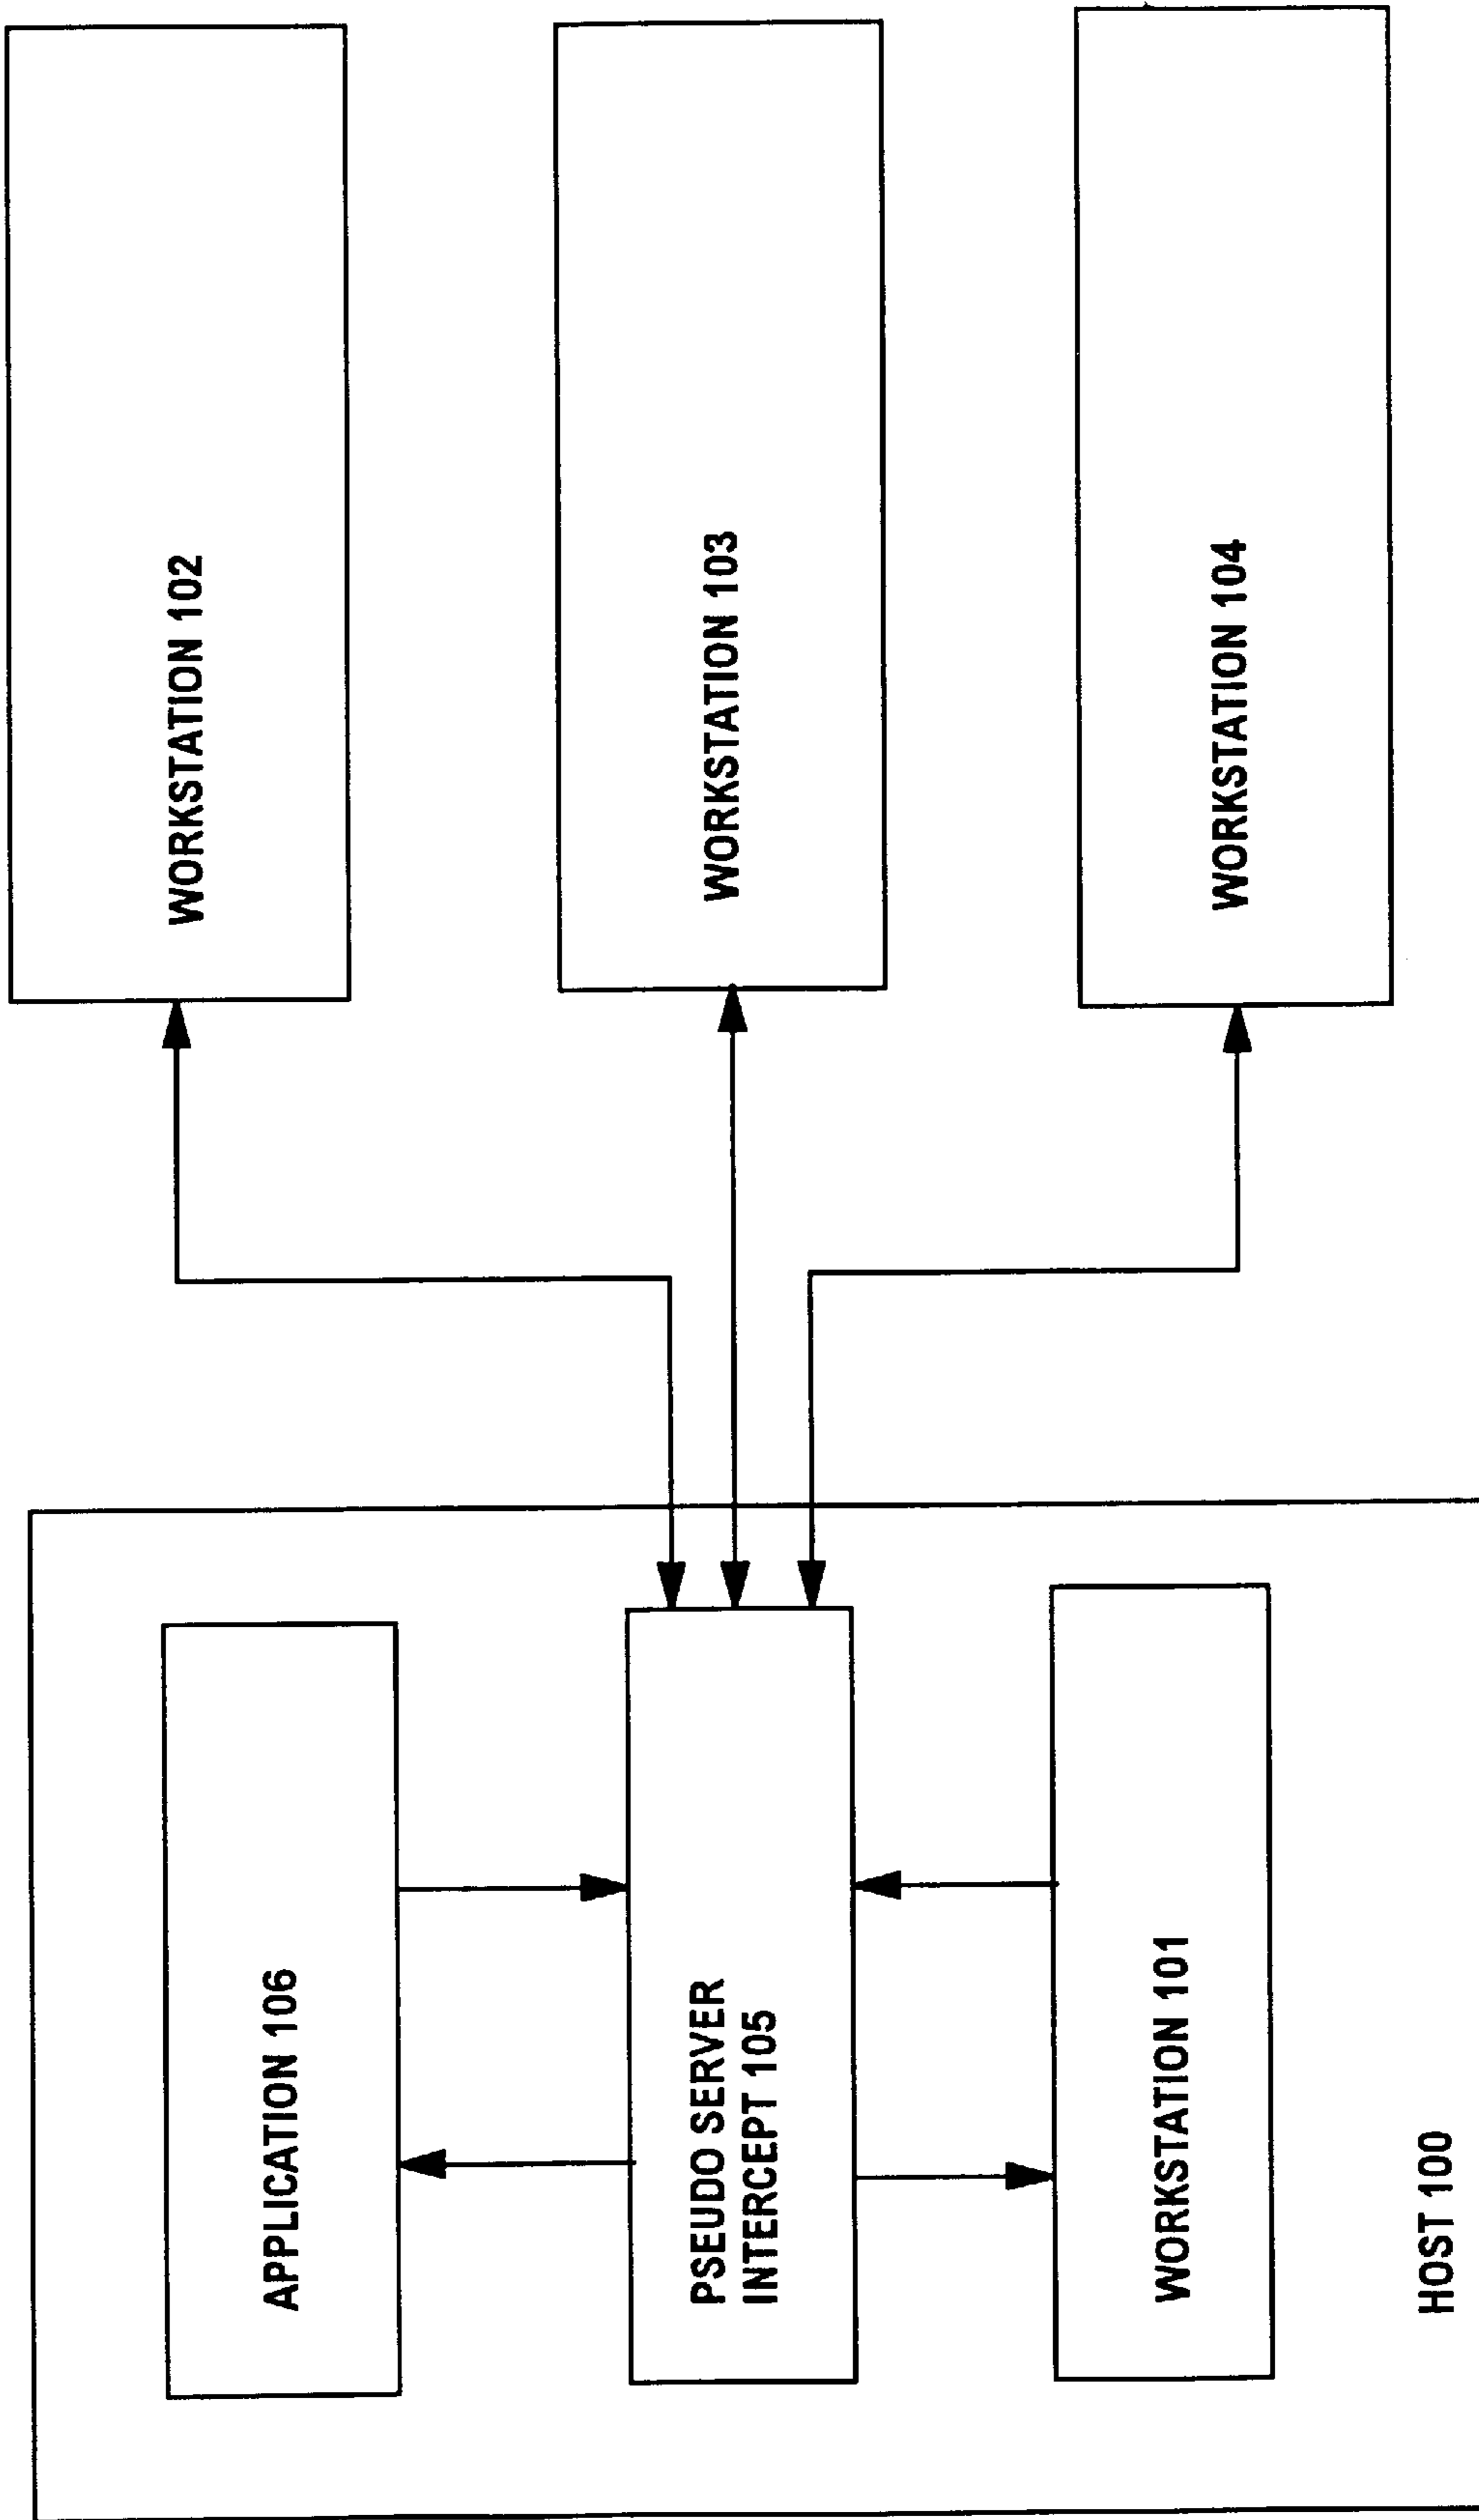 APPLICATION 106
PSEUDO SERVER
INTERCEPT 105
WORKSTATION 101
HOST 100
WORKSTATION 102
WORKSTATION 103
WORKSTATION 104